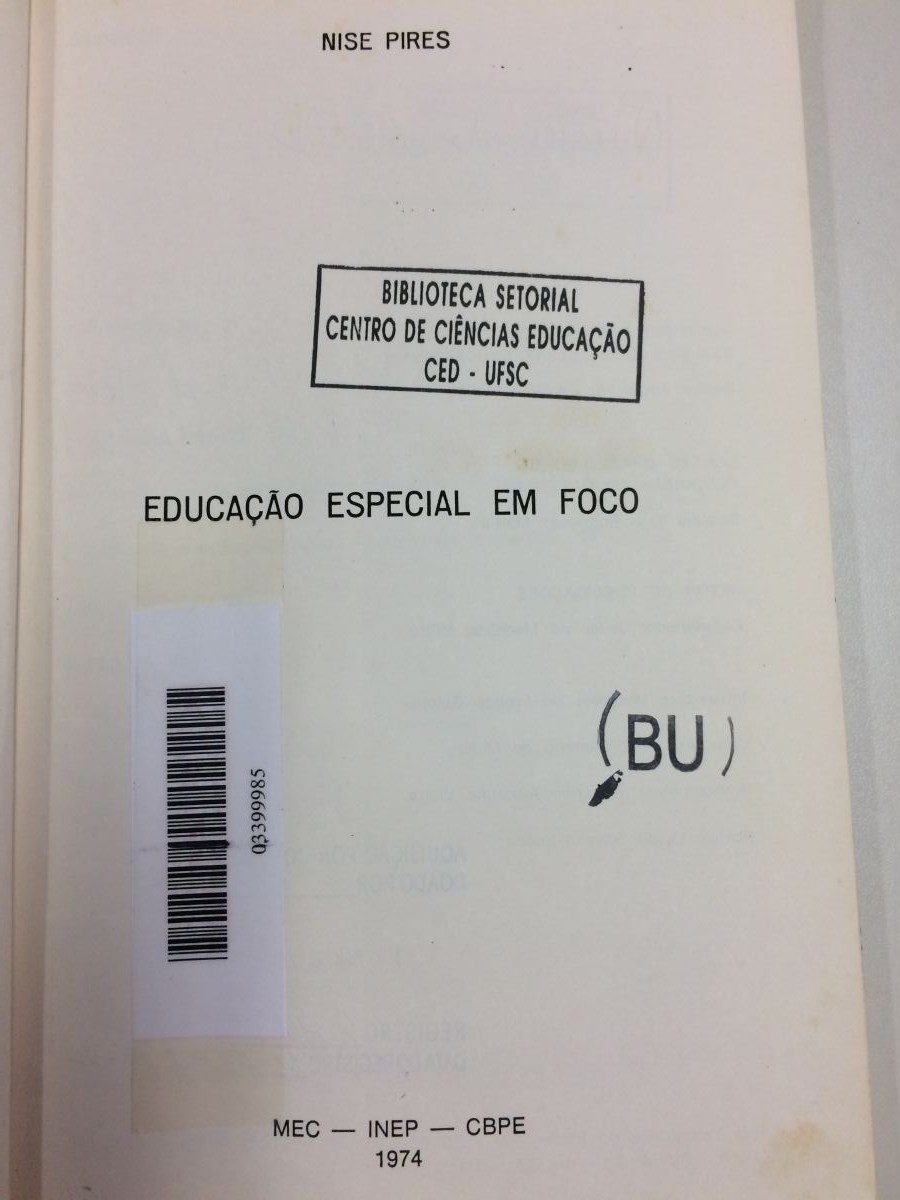 NISE PIRES
BIBLIOTECA SETORIAL
CENTRO DE CIÊNCIAS EDUCAÇÃO
CED - UFSC
EDUCAÇÃO ESPECIAL EM FOCO
(BU)
03399985
MEC — INEP — CBPE
1974